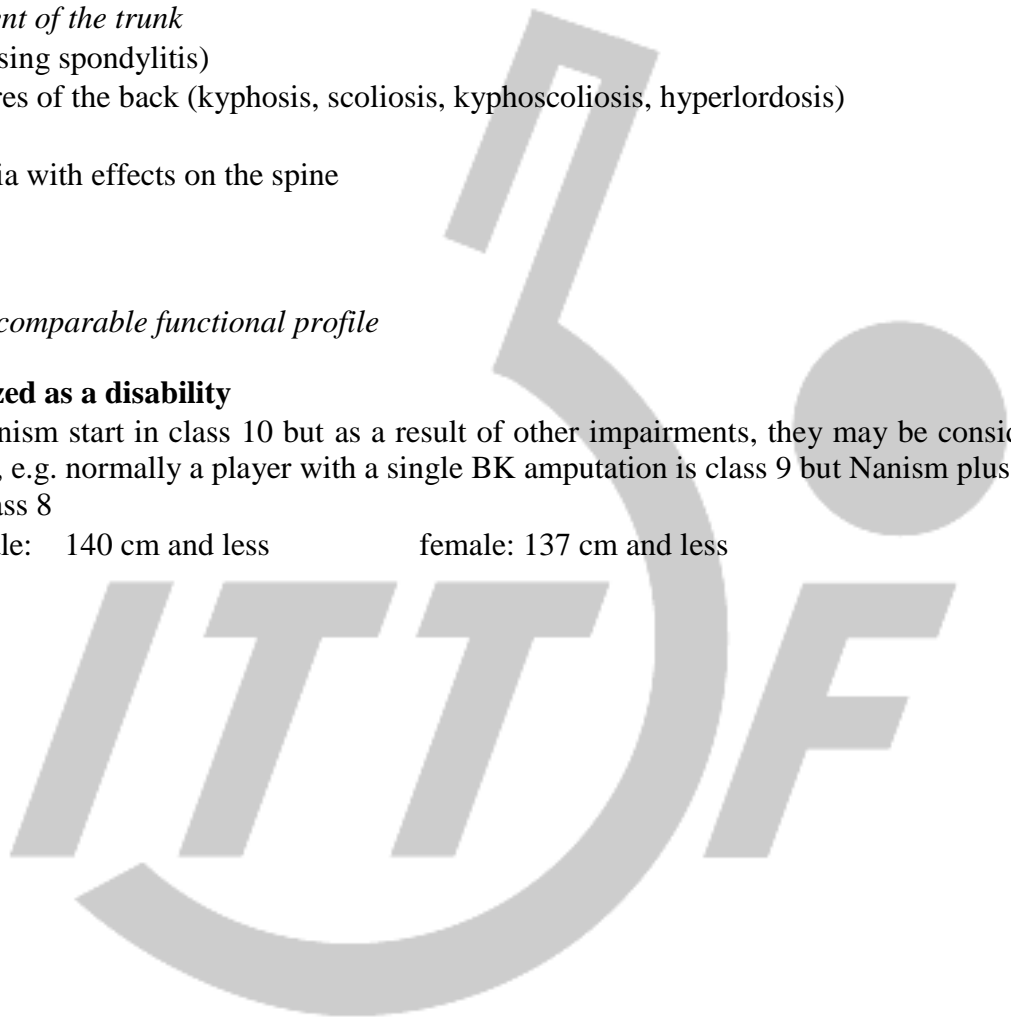 ent of the trunk
sing spondylitis)
res of the back (kyphosis, scoliosis, kyphoscoliosis, hyperlordosis)
ia with effects on the spine
comparable functional profile
zed as a disability
nism start in class 10 but as a result of other impairments, they may be consid
, e.g. normally a player with a single BK amputation is class 9 but Nanism plus
ass 8
le: 140 cm and less female: 137 cm and less
ITTF